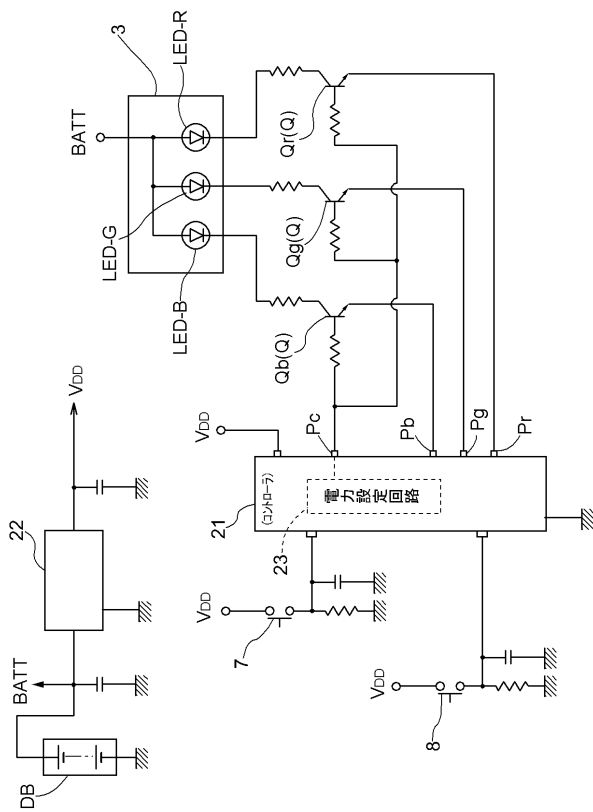 DB
BATT
22
VDD
BATT
3
LED-R
LED-G
LED-B
Qr(Q)
Qg(Q)
Qb(Q)
VDD
21
(コントローラ)
Pc
23
電力設定回路
Pb
Pg
Pr
VDD
7
VDD
8